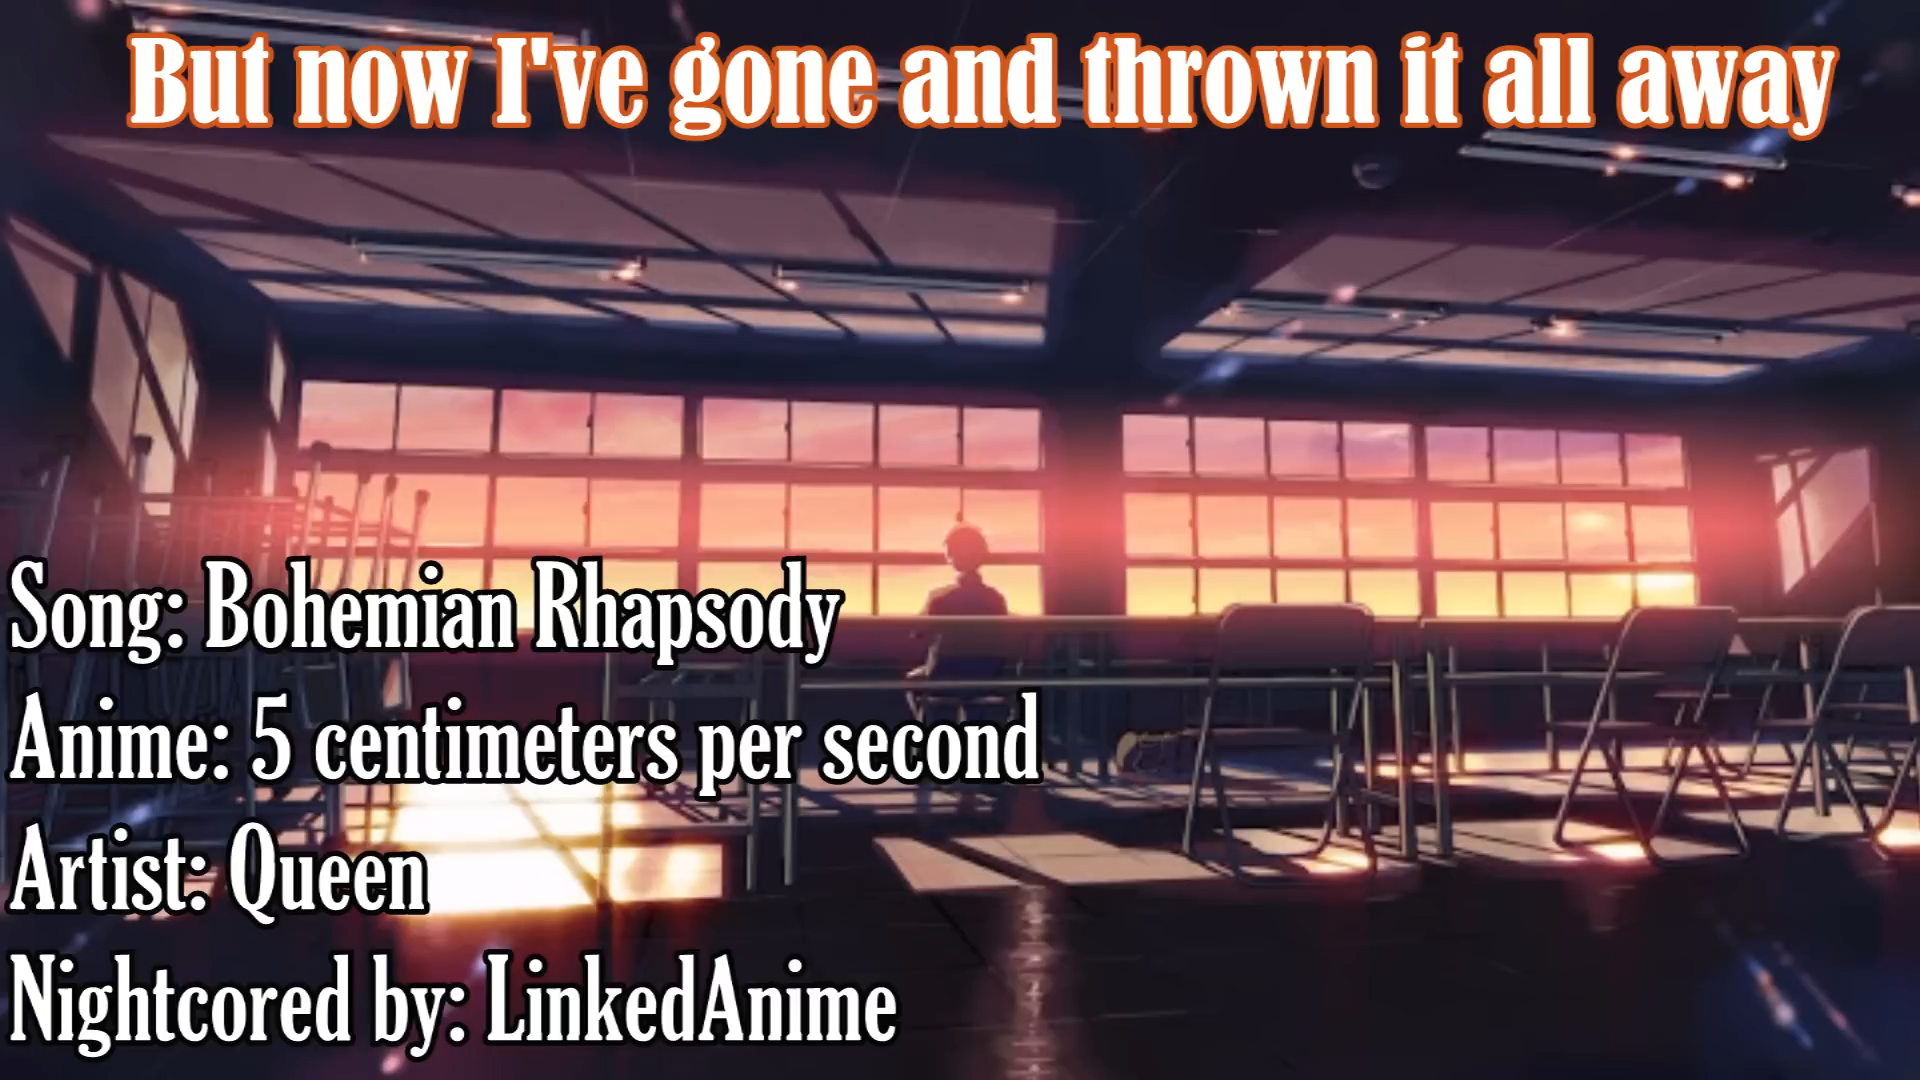 But now I've gone and thrown it all away
Song: Bohemian Rhapsody
Anime: 5 centimeters per second
Artist: Queen
Nightcored by: LinkedAnime